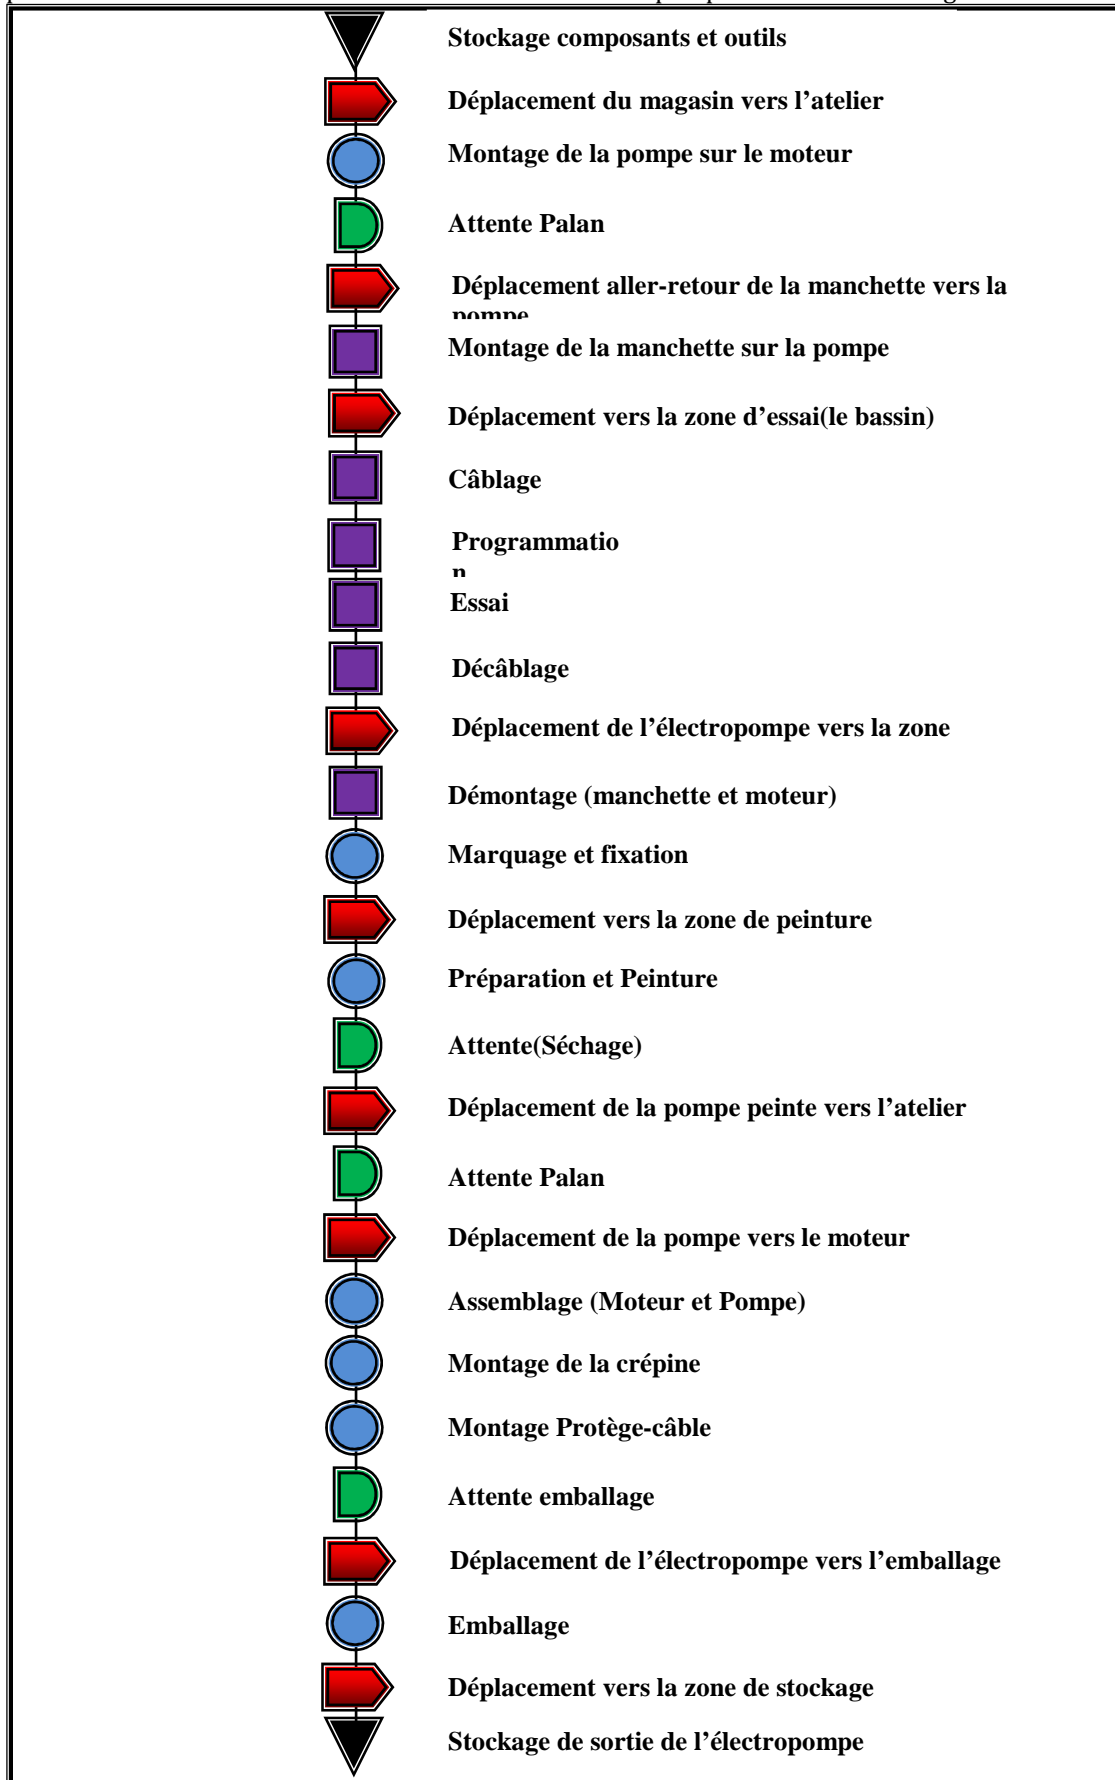 Stockage composants et outils
Déplacement du magasin vers l’atelier
Montage de la pompe sur le moteur
Attente Palan
Déplacement aller-retour de la manchette vers la
pompe
Montage de la manchette sur la pompe
Déplacement vers la zone d’essai(le bassin)
Câblage
Programmatio
n
Essai
Décâblage
Déplacement de l’électropompe vers la zone
Démontage (manchette et moteur)
Marquage et fixation
Déplacement vers la zone de peinture
Préparation et Peinture
Attente(Séchage)
Déplacement de la pompe peinte vers l’atelier
Attente Palan
Déplacement de la pompe vers le moteur
Assemblage (Moteur et Pompe)
Montage de la crépine
Montage Protège-câble
Attente emballage
Déplacement de l’électropompe vers l’emballage
Emballage
Déplacement vers la zone de stockage
Stockage de sortie de l’électropompe